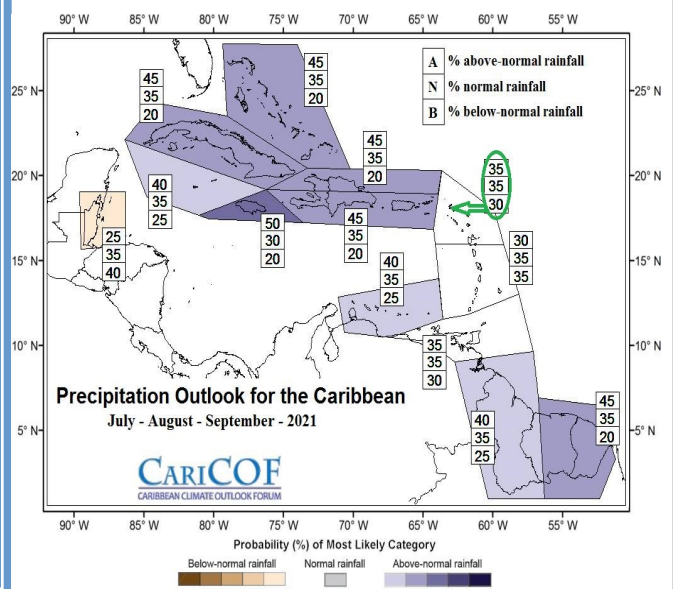 90° W 85° W 80° W 75° W 70° W 65° W 60° W 55° W
A % above-normal rainfall
N % normal rainfall
B % below-normal rainfall
25° N
20° N
15° N
10° N
5° N
25° N
20° N
15° N
10° N
5° N
45
35
20
45
35
20
45
35
20
35
35
30
40
35
25
50
30
20
45
35
20
25
35
40
30
35
35
40
35
25
35
35
30
40
35
25
45
35
20
Precipitation Outlook for the Caribbean
July - August - September - 2021
CARICOF
CARIBBEAN CLIMATE OUTLOOK FORUM
90° W 85° W 80° W 75° W 70° W 65° W 60° W 55° W
Probability (%) of Most Likely Category
Below-normal rainfall Normal rainfall Above-normal rainfall